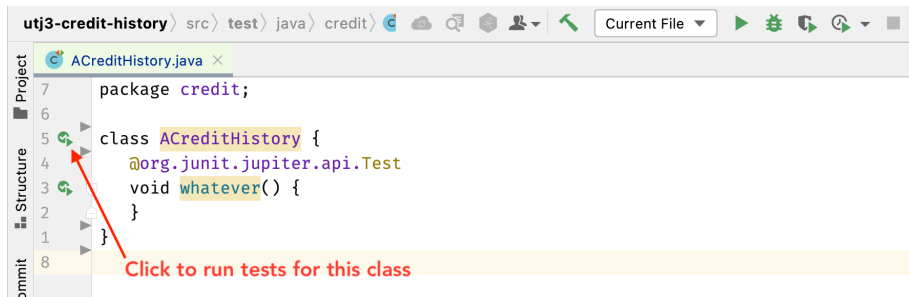 utj3-credit-history 〉 src 〉 test 〉 java 〉 credit 〉 C Current File
Project
Structure
ommit
C ACreditHistory.java ×
7 package credit;
6
5 class ACreditHistory {
4 @org.junit.jupiter.api.Test
3 void whatever() {
2 }
1 }
8
Click to run tests for this class